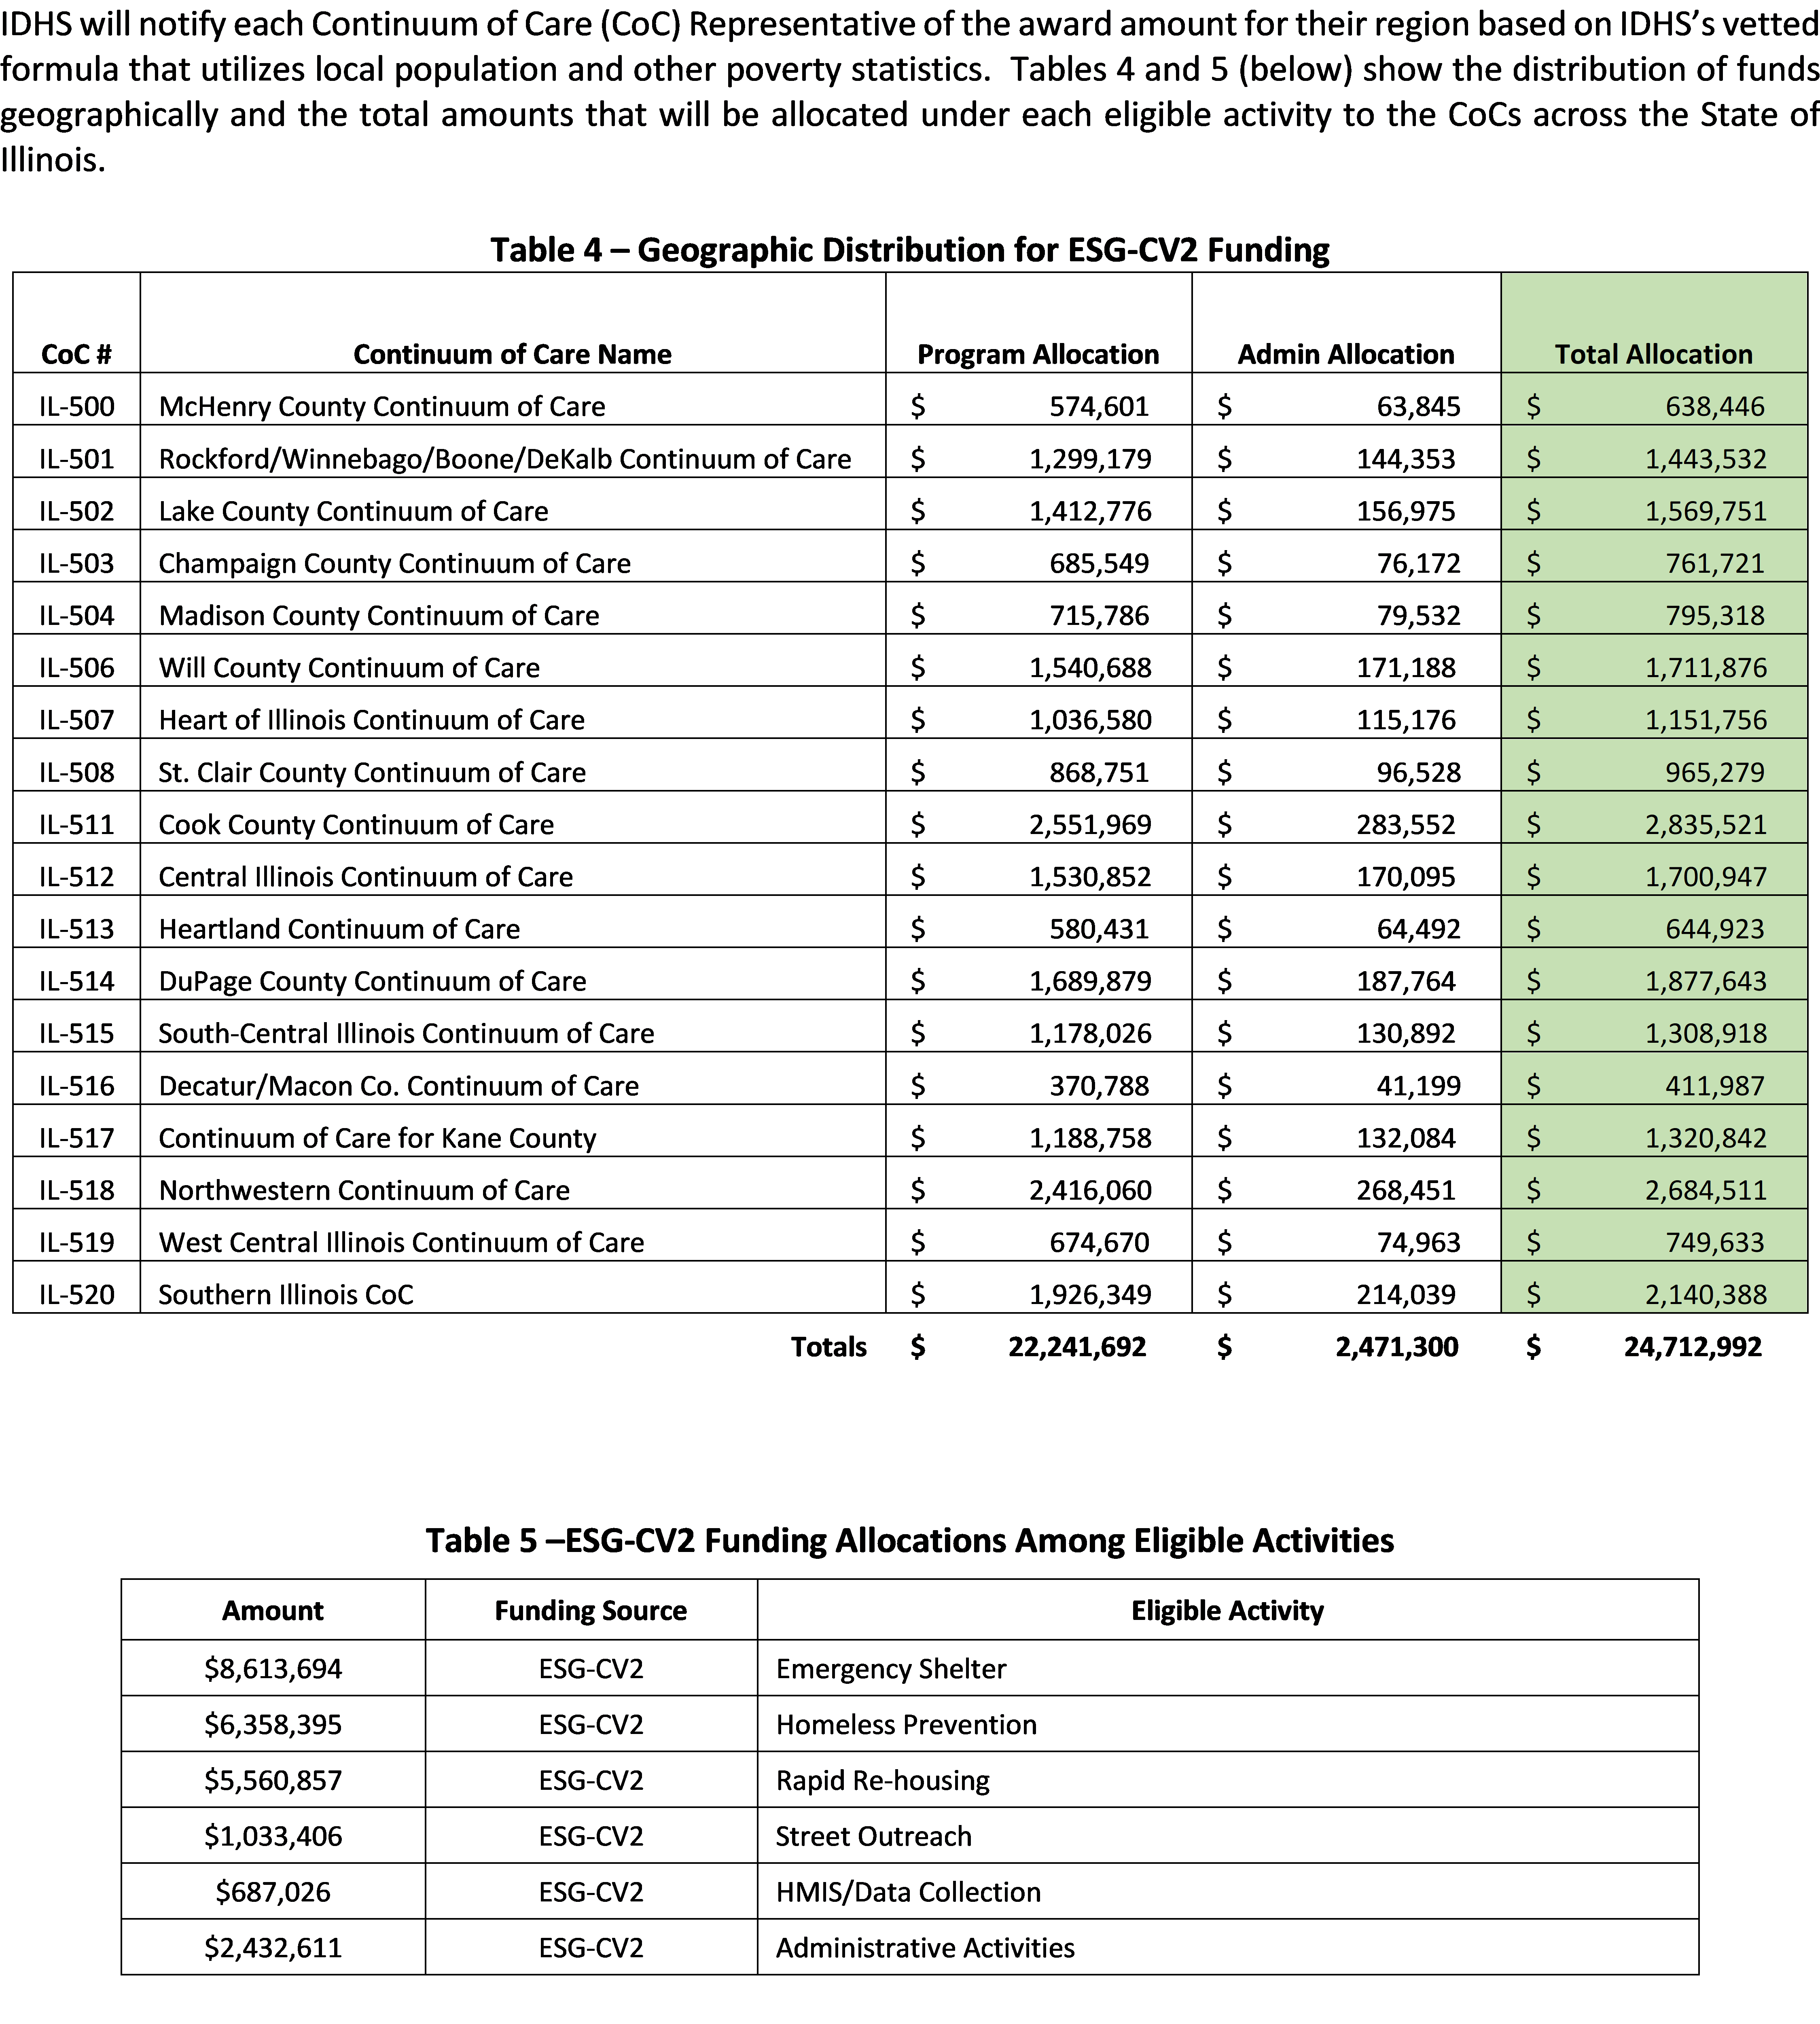 IDHS will notify each Continuum of Care (CoC) Representative of the award amount for their region based on IDHS’s vetted
formula that utilizes local population and other poverty statistics. Tables 4 and 5 (below) show the distribution of funds
geographically and the total amounts that will be allocated under each eligible activity to the CoCs across the State of
Illinois.
Table 4 – Geographic Distribution for ESG-CV2 Funding
CoC # Continuum of Care Name Program Allocation Admin Allocation Total Allocation
IL-500 McHenry County Continuum of Care $ 574,601 $ 63,845 $ 638,446
IL-501 Rockford/Winnebago/Boone/DeKalb Continuum of Care $ 1,299,179 $ 144,353 $ 1,443,532
IL-502 Lake County Continuum of Care $ 1,412,776 $ 156,975 $ 1,569,751
IL-503 Champaign County Continuum of Care $ 685,549 $ 76,172 $ 761,721
IL-504 Madison County Continuum of Care $ 715,786 $ 79,532 $ 795,318
IL-506 Will County Continuum of Care $ 1,540,688 $ 171,188 $ 1,711,876
IL-507 Heart of Illinois Continuum of Care $ 1,036,580 $ 115,176 $ 1,151,756
IL-508 St. Clair County Continuum of Care $ 868,751 $ 96,528 $ 965,279
IL-511 Cook County Continuum of Care $ 2,551,969 $ 283,552 $ 2,835,521
IL-512 Central Illinois Continuum of Care $ 1,530,852 $ 170,095 $ 1,700,947
IL-513 Heartland Continuum of Care $ 580,431 $ 64,492 $ 644,923
IL-514 DuPage County Continuum of Care $ 1,689,879 $ 187,764 $ 1,877,643
IL-515 South-Central Illinois Continuum of Care $ 1,178,026 $ 130,892 $ 1,308,918
IL-516 Decatur/Macon Co. Continuum of Care $ 370,788 $ 41,199 $ 411,987
IL-517 Continuum of Care for Kane County $ 1,188,758 $ 132,084 $ 1,320,842
IL-518 Northwestern Continuum of Care $ 2,416,060 $ 268,451 $ 2,684,511
IL-519 West Central Illinois Continuum of Care $ 674,670 $ 74,963 $ 749,633
IL-520 Southern Illinois CoC $ 1,926,349 $ 214,039 $ 2,140,388
Totals $ 22,241,692 $ 2,471,300 $ 24,712,992
Table 5 –ESG-CV2 Funding Allocations Among Eligible Activities
Amount Funding Source Eligible Activity
$8,613,694 ESG-CV2 Emergency Shelter
$6,358,395 ESG-CV2 Homeless Prevention
$5,560,857 ESG-CV2 Rapid Re-housing
$1,033,406 ESG-CV2 Street Outreach
$687,026 ESG-CV2 HMIS/Data Collection
$2,432,611 ESG-CV2 Administrative Activities